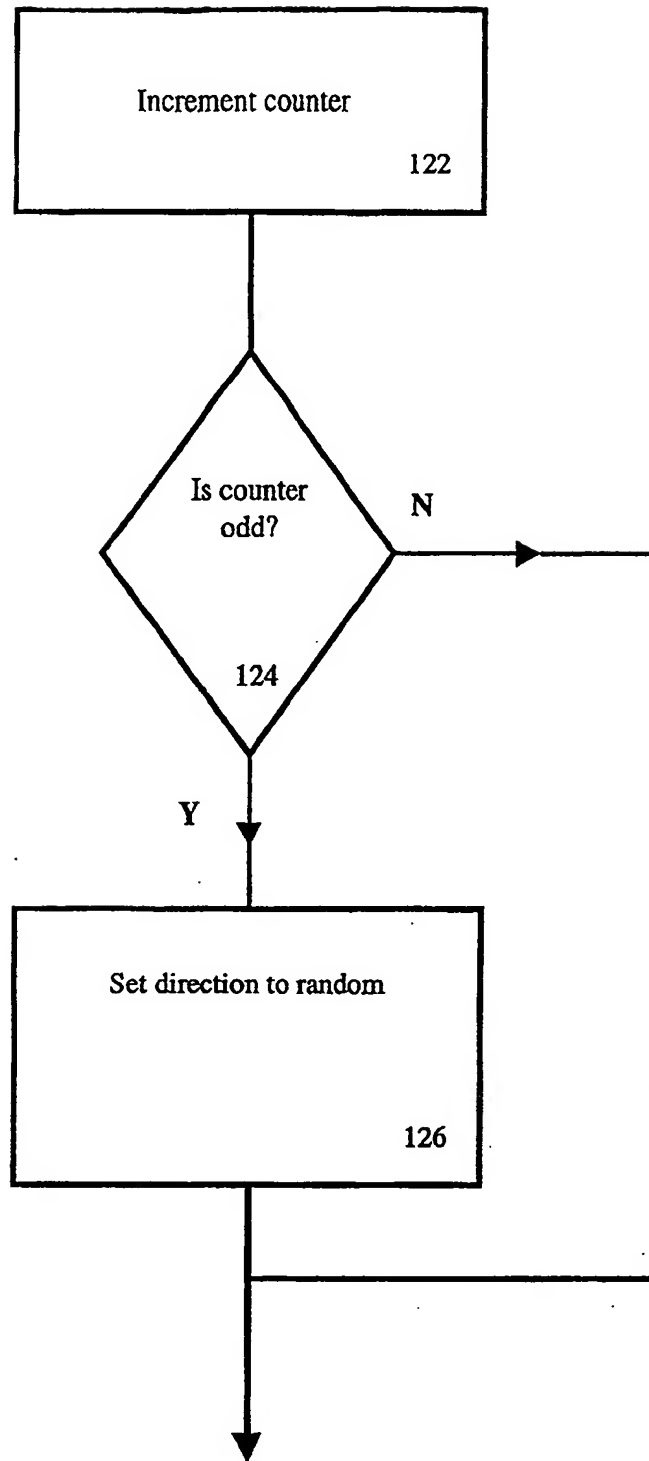 Increment counter
122
Is counter
odd?
N
124
Y
Set direction to random
126